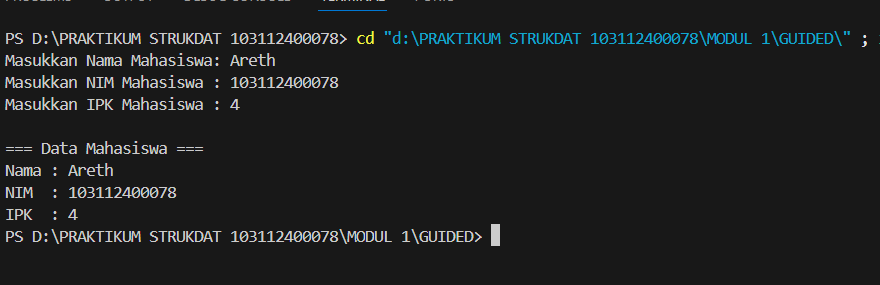 TERMINAL
PS D:\PRAKTIKUM STRUKDAT 103112400078> cd "d:\PRAKTIKUM STRUKDAT 103112400078\MODUL 1\GUIDED\" ;
Masukkan Nama Mahasiswa: Areth
Masukkan NIM Mahasiswa : 103112400078
Masukkan IPK Mahasiswa : 4
=== Data Mahasiswa ===
Nama : Areth
NIM  : 103112400078
IPK  : 4
PS D:\PRAKTIKUM STRUKDAT 103112400078\MODUL 1\GUIDED>